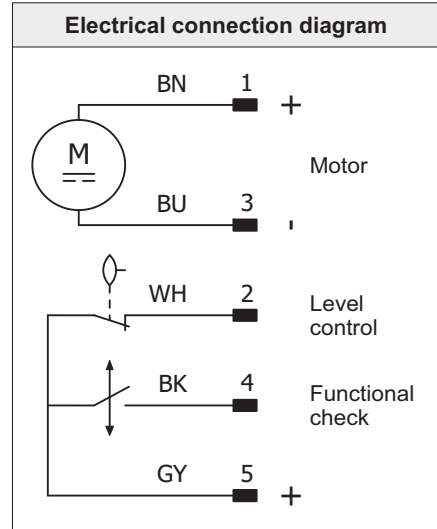 Electrical connection diagram
BN 1 +
M
Motor
BU 3 -
WH 2
Level
control
BK 4
Functional
check
GY 5 +